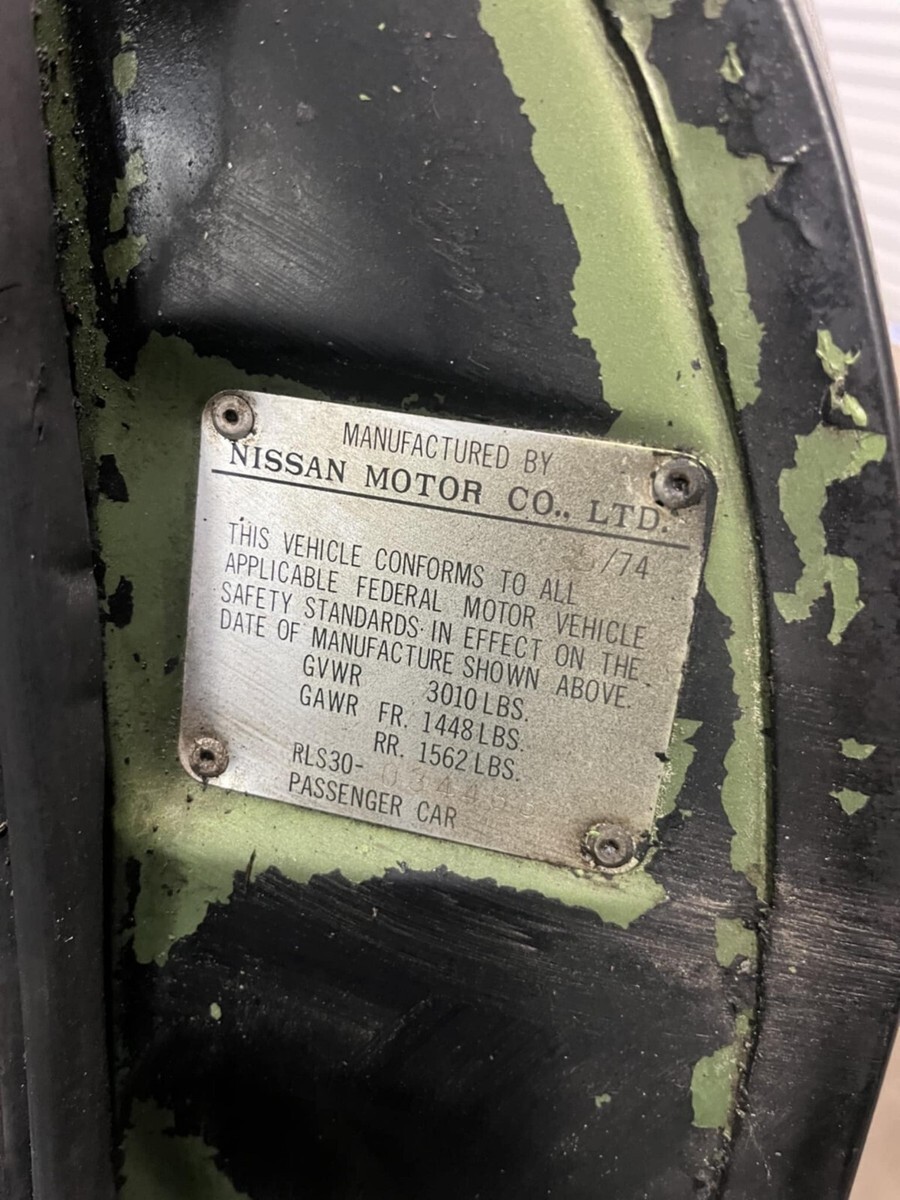 MANUFACTURED BY
NISSAN MOTOR CO., LTD.
/74
THIS VEHICLE CONFORMS TO ALL
APPLICABLE FEDERAL MOTOR VEHICLE
SAFETY STANDARDS IN EFFECT ON THE
DATE OF MANUFACTURE SHOWN ABOVE.
GVWR 3010 LBS.
GAWR FR. 1448 LBS.
RR. 1562 LBS.
RLS30-
PASSENGER CAR